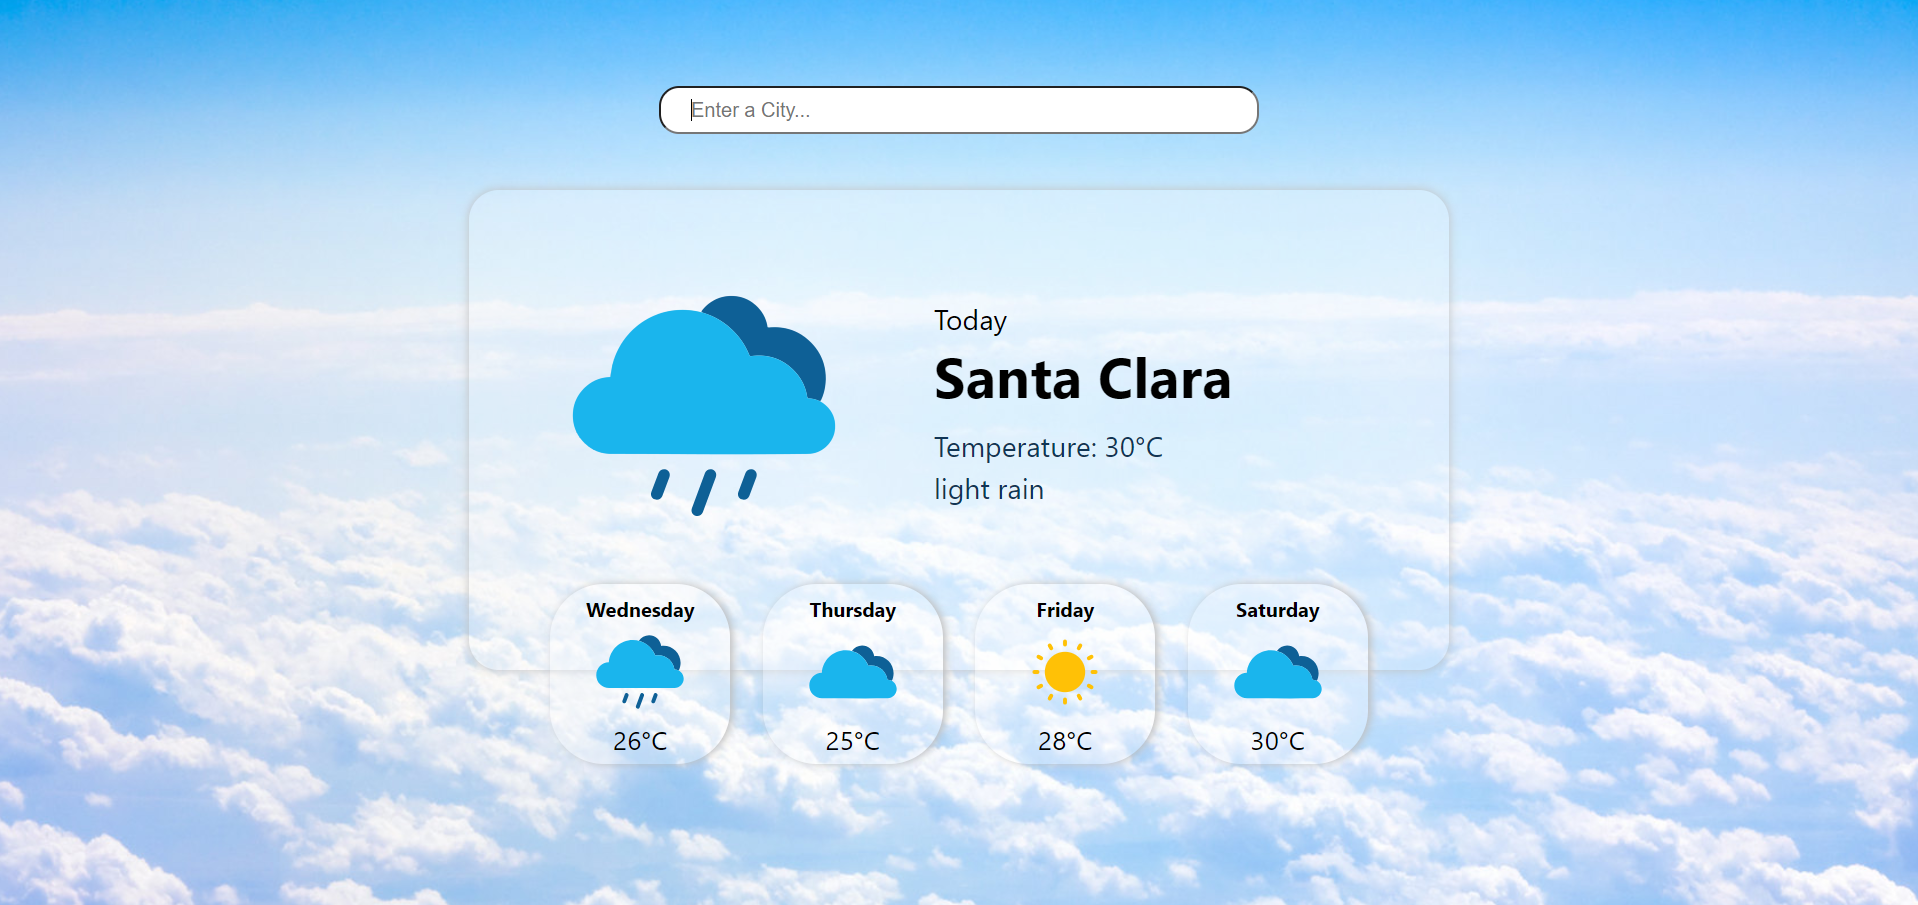 Enter a City...
Today
Santa Clara
Temperature: 30°C
light rain
Wednesday
26°C
Thursday
25°C
Friday
28°C
Saturday
30°C